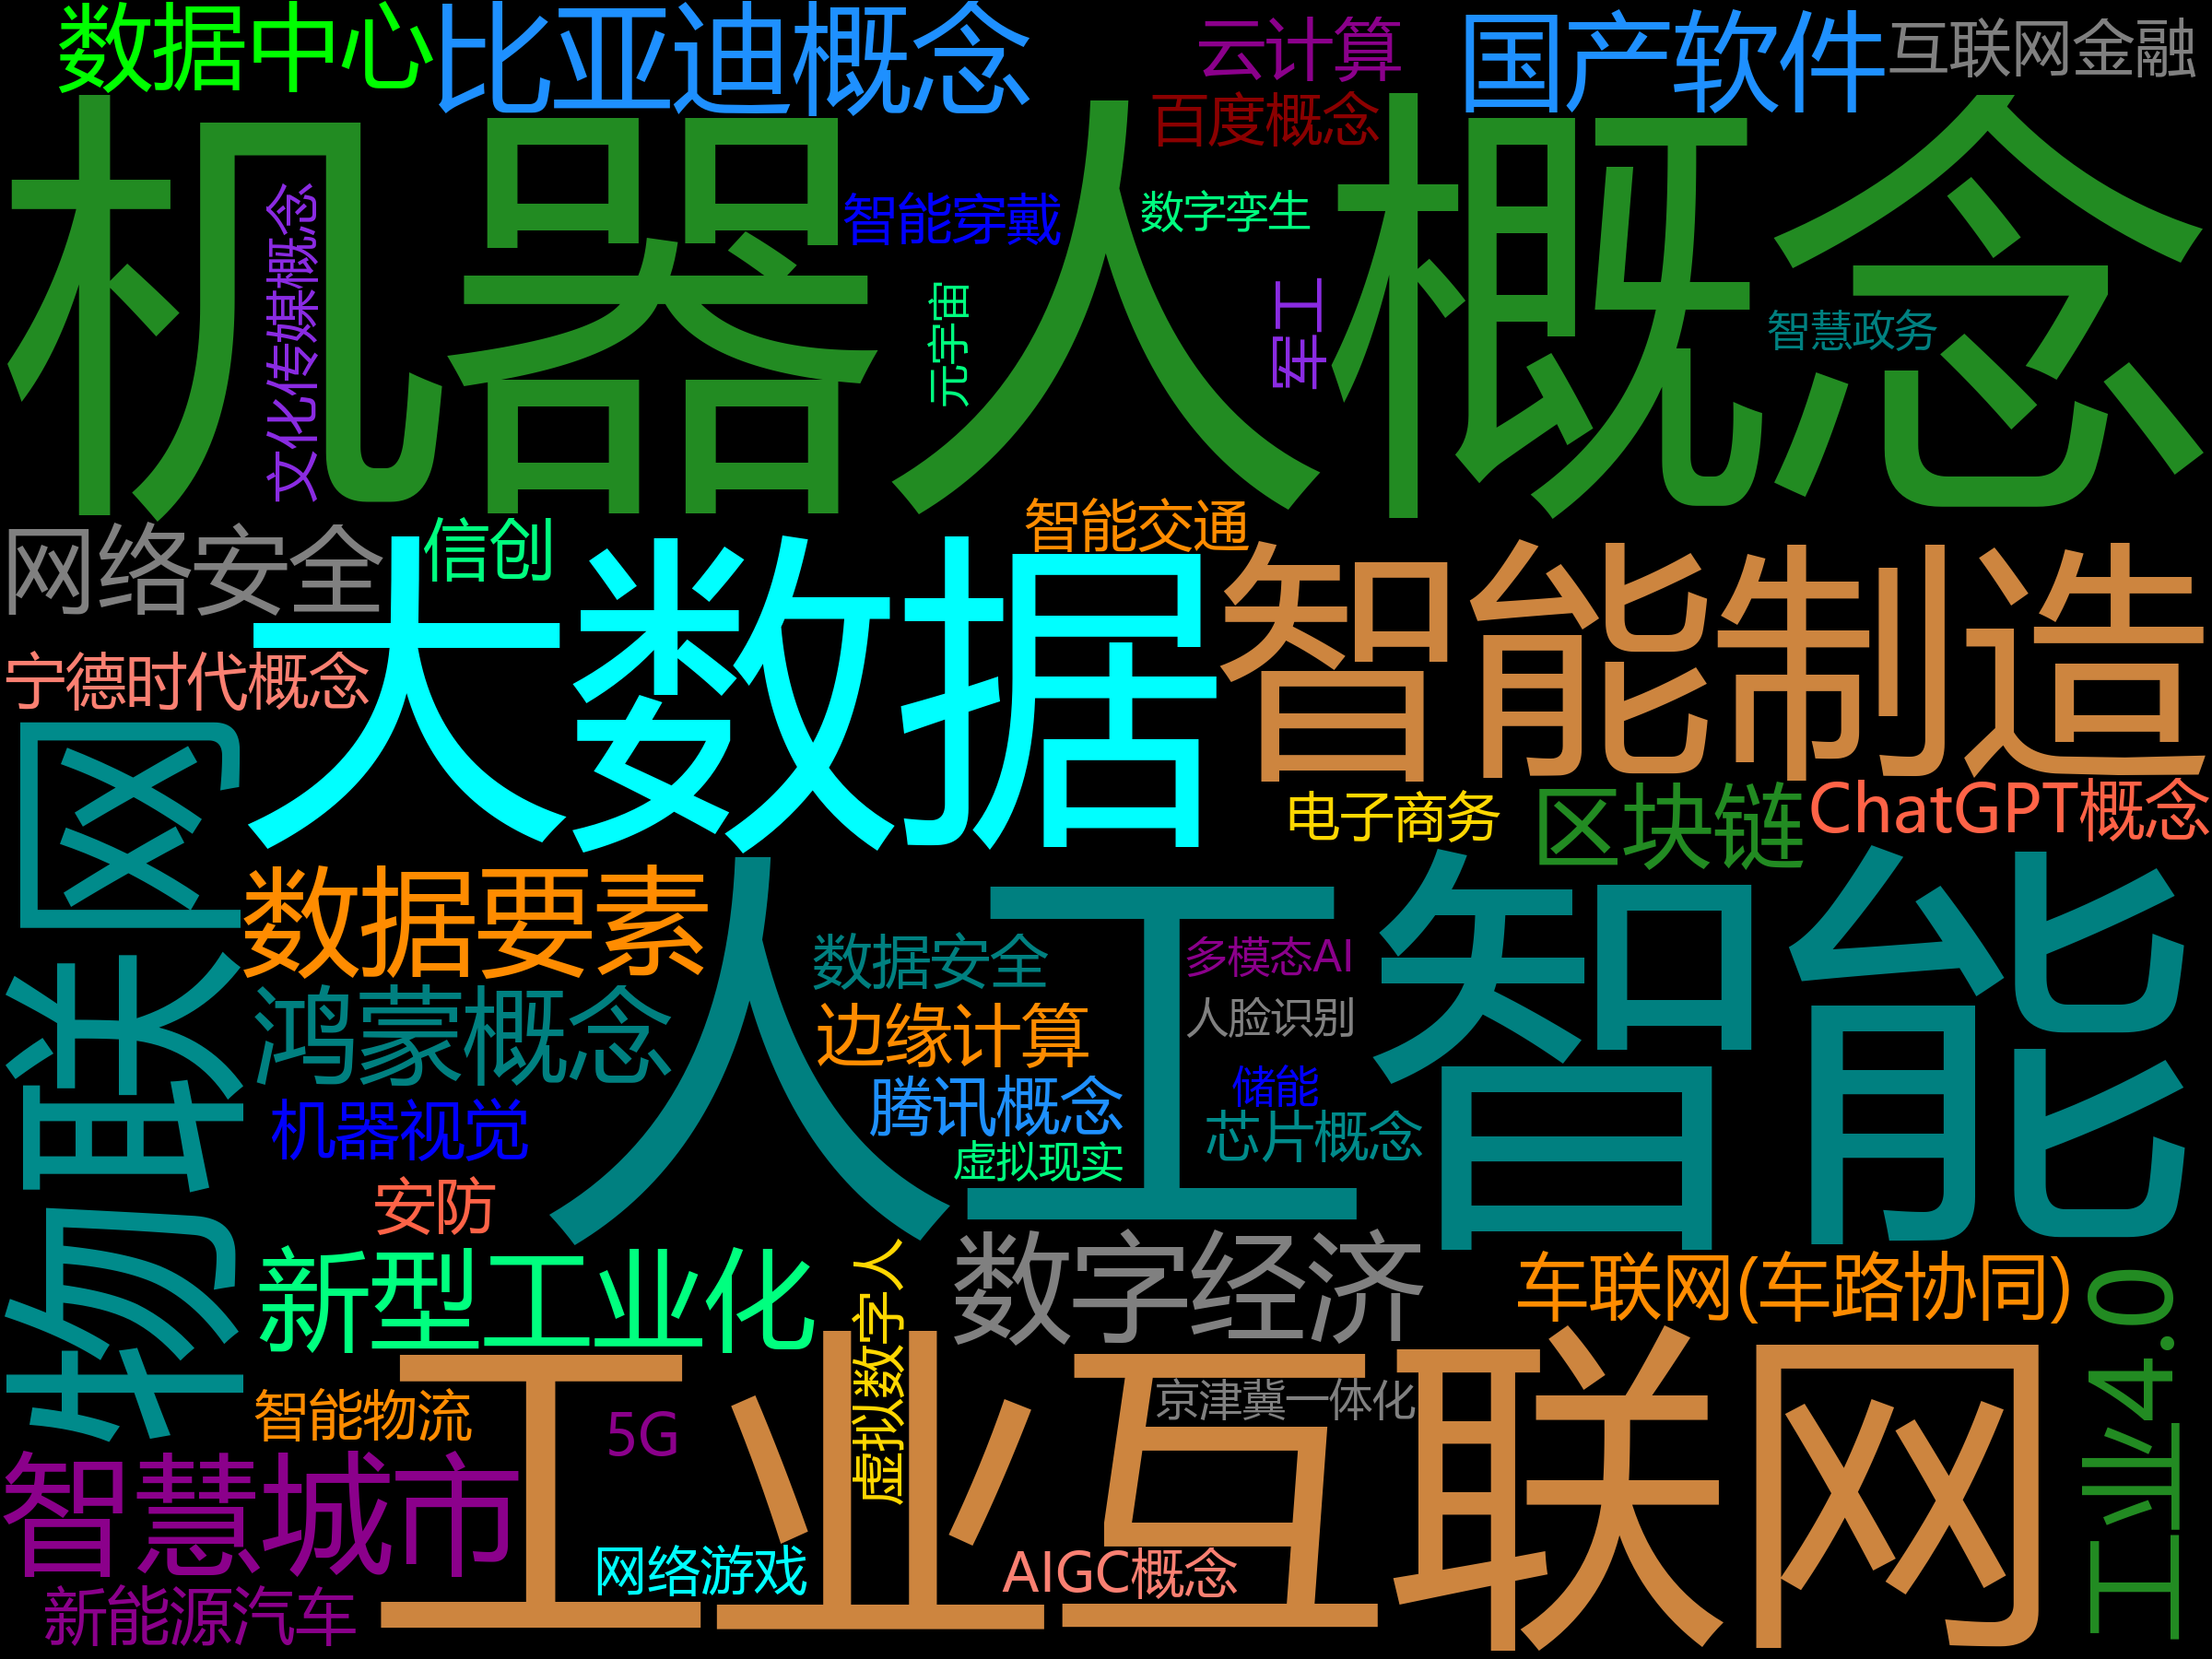 数据中心
比亚迪概念
云计算
国产软件
互联网金融
百度概念
机器人概念
文化传媒概念
智能穿戴
数字孪生
元宇宙
军工
智慧政务
网络安全
信创
智能交通
大数据
智能制造
宁德时代概念
电子商务
区块链
ChatGPT概念
物联网
数据要素
人工智能
数据安全
多模态AI
鸿蒙概念
边缘计算
人脸识别
储能
机器视觉
腾讯概念
芯片概念
虚拟现实
安防
新型工业化
虚拟数字人
数字经济
车联网(车路协同)
工业4.0
工业互联网
京津冀一体化
智能物流
5G
智慧城市
网络游戏
AIGC概念
新能源汽车